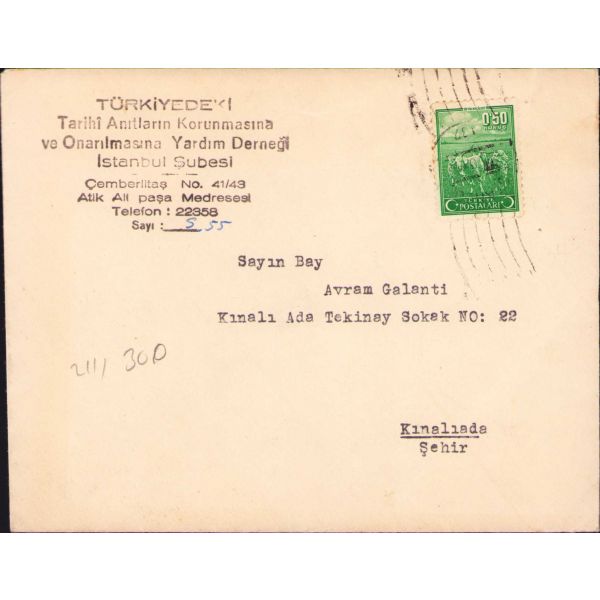 TÜRKİYEDEKİ
Tarihî Anıtların Korunmasına
ve Onarılmasına Yardım Derneği
İstanbul Şubesi
Çemberlitaş No. 41/43
Atik Ali paşa Medresesi
Telefon : 22358
Sayı : S 55
0'50
KURUŞ
TÜRKİYE
POSTALARI
Sayın Bay
Avram Galanti
Kınalı Ada Tekinay Sokak NO: 22
211/ 300
Kınalıada
Şehir